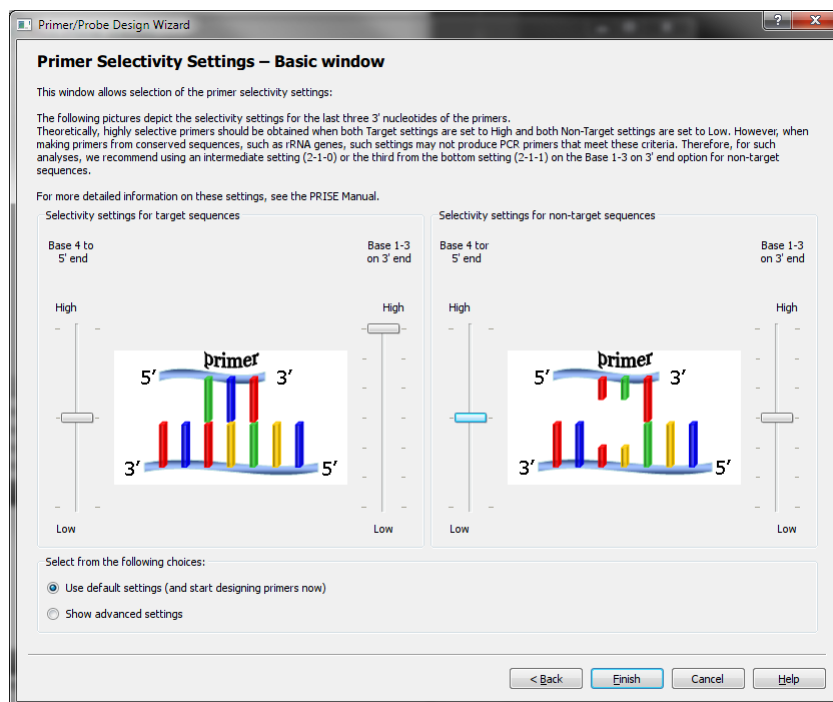 Primer/Probe Design Wizard
?
X
Primer Selectivity Settings – Basic window
This window allows selection of the primer selectivity settings:
The following pictures depict the selectivity settings for the last three 3' nucleotides of the primers.
Theoretically, highly selective primers should be obtained when both Target settings are set to High and both Non-Target settings are set to Low. However, when
making primers from conserved sequences, such as rRNA genes, such settings may not produce PCR primers that meet these criteria. Therefore, for such
analyses, we recommend using an intermediate setting (2-1-0) or the third from the bottom setting (2-1-1) on the Base 1-3 on 3' end option for non-target
sequences.
For more detailed information on these settings, see the PRISE Manual.
Selectivity settings for target sequences
Base 4 to
5' end
Base 1-3
on 3' end
High
High
primer
5′
3′
3′
5′
Low
Low
Selectivity settings for non-target sequences
Base 4 tor
5' end
Base 1-3
on 3' end
High
High
primer
5′
3′
3′
5′
Low
Low
Select from the following choices:
Use default settings (and start designing primers now)
Show advanced settings
< Back
Finish
Cancel
Help